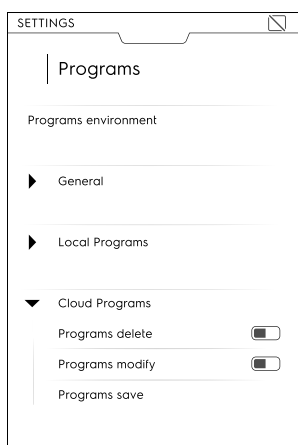 SETTINGS
Programs
Programs environment
General
Local Programs
Cloud Programs
Programs delete
Programs modify
Programs save